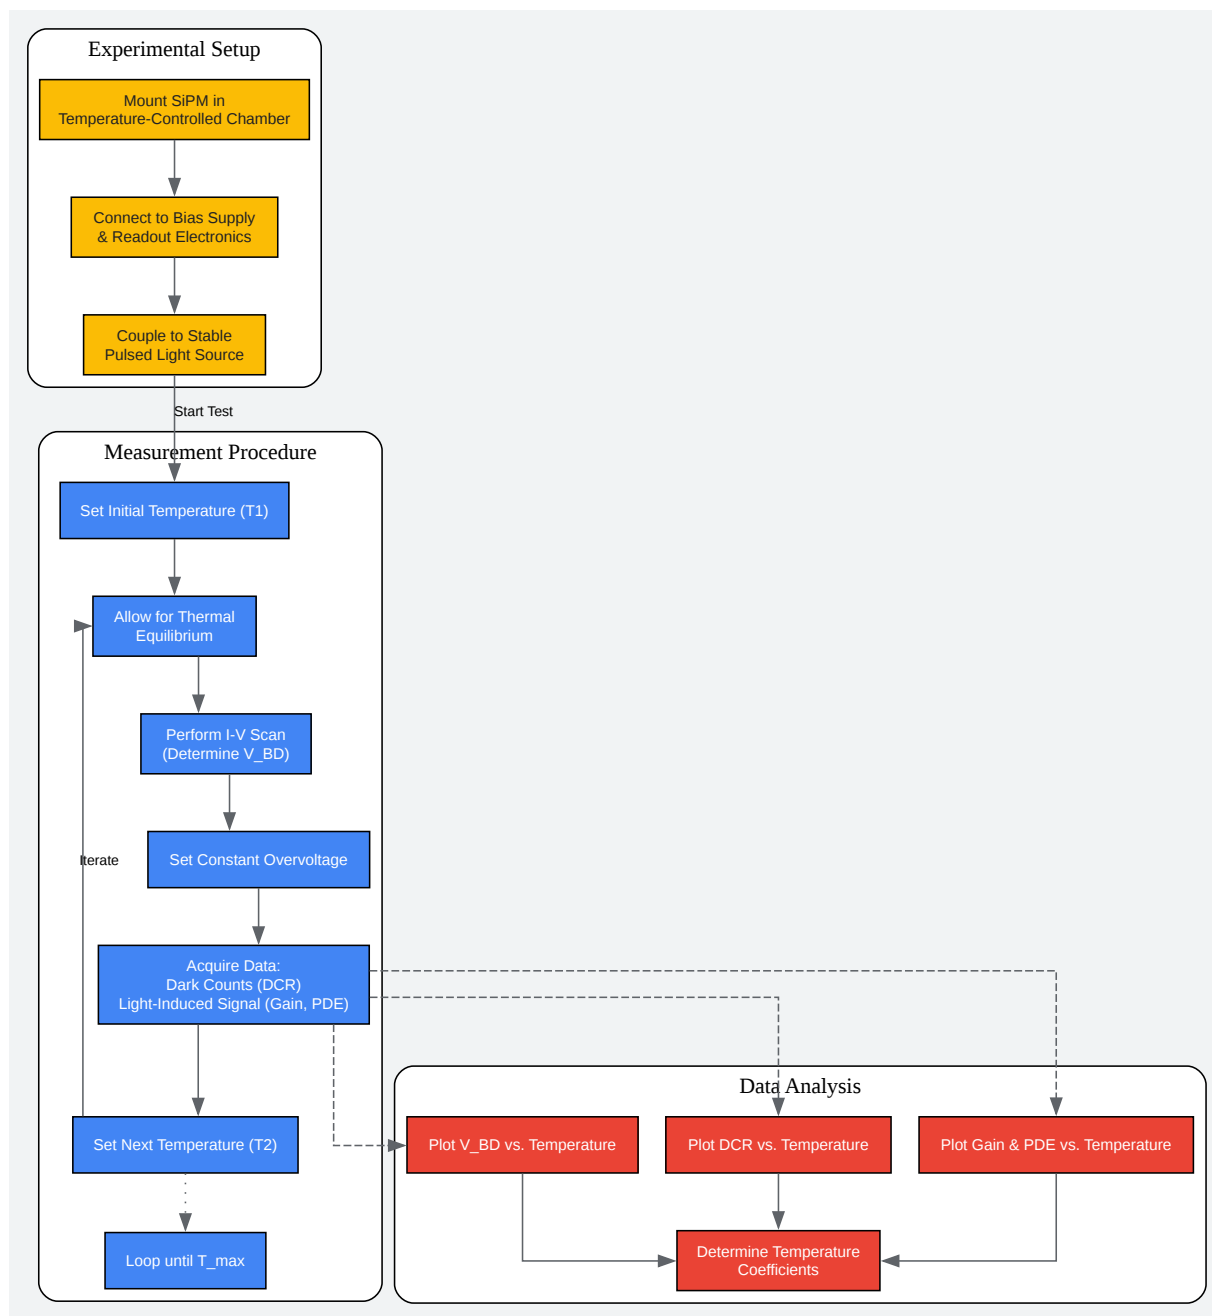 Experimental Setup
Mount SiPM in
Temperature-Controlled Chamber
Connect to Bias Supply
& Readout Electronics
Couple to Stable
Pulsed Light Source
Start Test
Measurement Procedure
Set Initial Temperature (T1)
Allow for Thermal
Equilibrium
Perform I-V Scan
(Determine V_BD)
Iterate
Set Constant Overvoltage
Acquire Data:
Dark Counts (DCR)
Light-Induced Signal (Gain, PDE)
Set Next Temperature (T2)
Loop until T_max
Data Analysis
Plot V_BD vs. Temperature
Plot DCR vs. Temperature
Plot Gain & PDE vs. Temperature
Determine Temperature
Coefficients